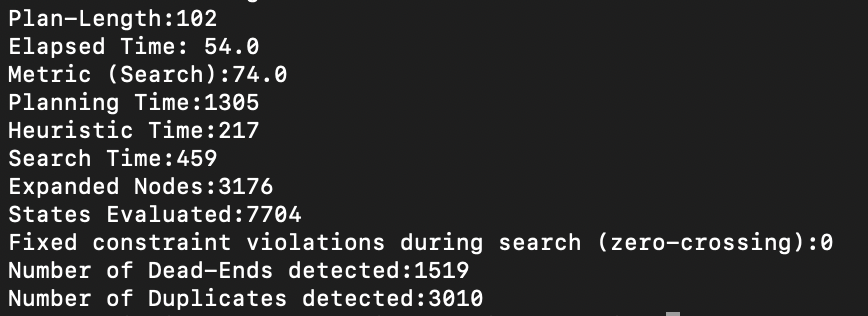 Plan-Length:102
Elapsed Time: 54.0
Metric (Search):74.0
Planning Time:1305
Heuristic Time:217
Search Time:459
Expanded Nodes:3176
States Evaluated:7704
Fixed constraint violations during search (zero-crossing):0
Number of Dead-Ends detected:1519
Number of Duplicates detected:3010